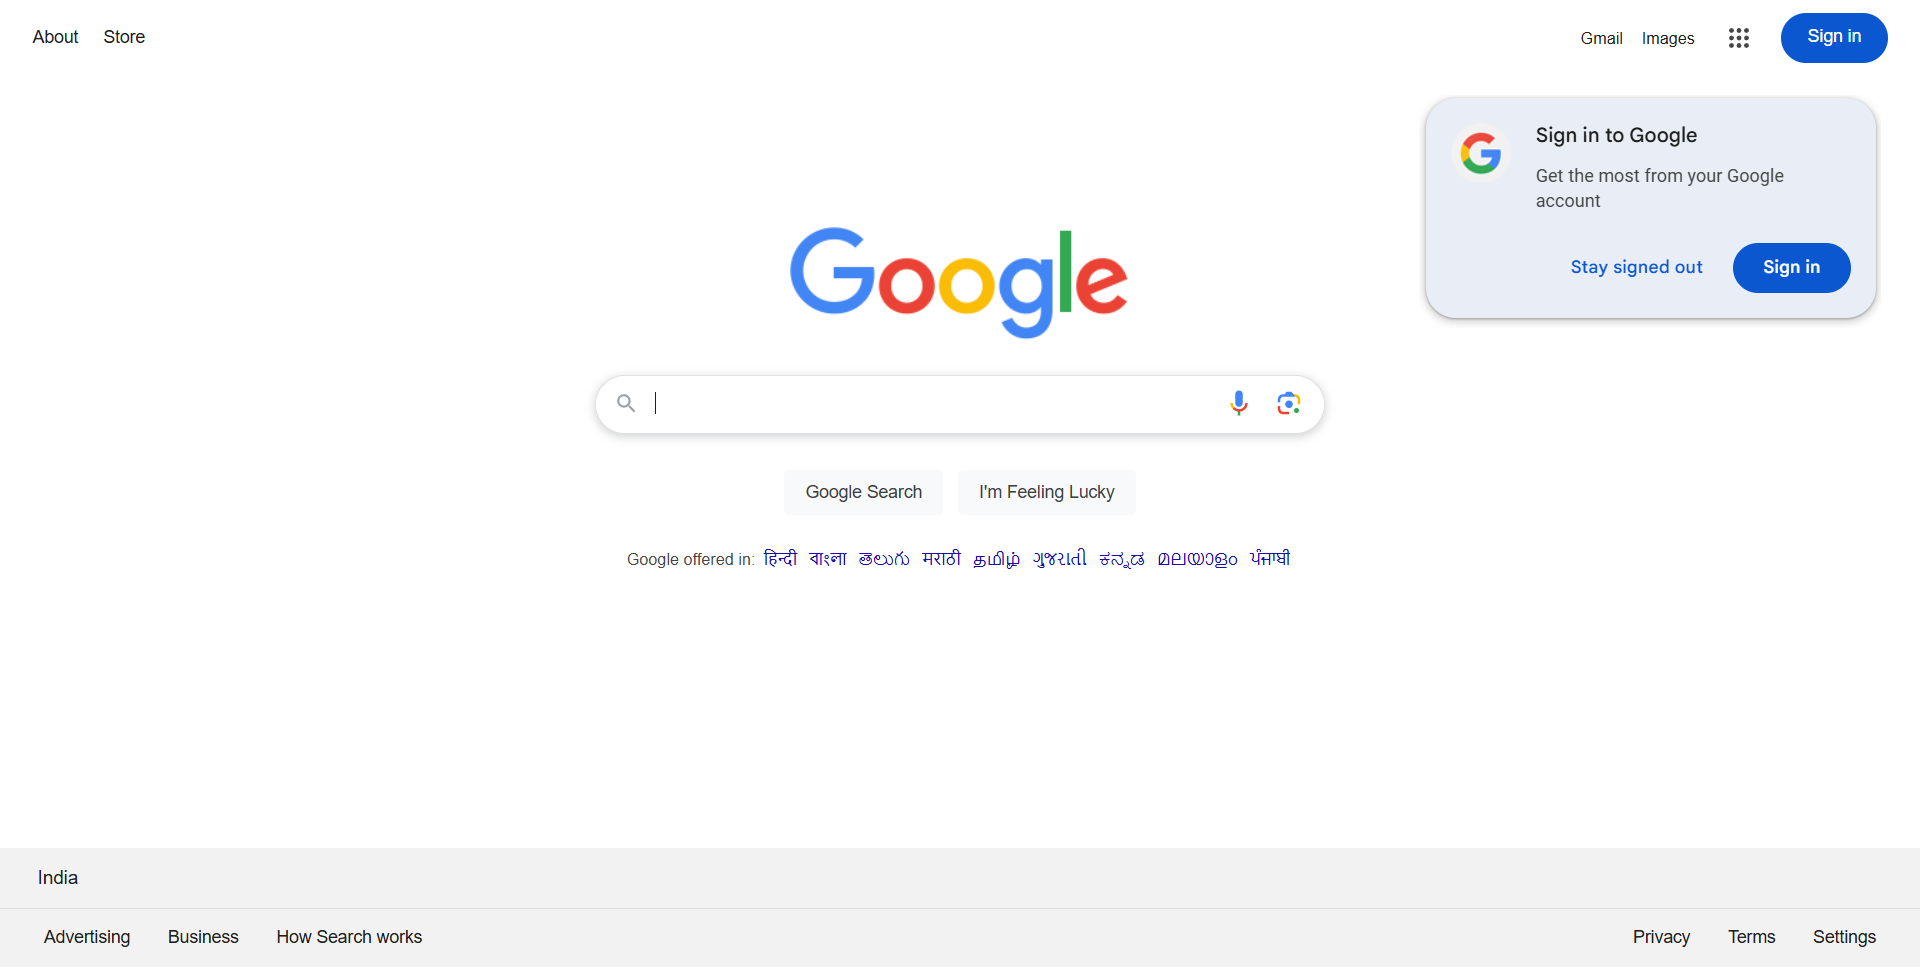 About Store
Gmail Images Sign in
Sign in to Google
Get the most from your Google
account
Stay signed out Sign in
Google
Google Search I'm Feeling Lucky
Google offered in: हिन्दी বাংলা తెలుగు मराठी தமிழ் ગુજરાતી ಕನ್ನಡ മലയാളം ਪੰਜਾਬੀ
India
Advertising Business How Search works
Privacy Terms Settings